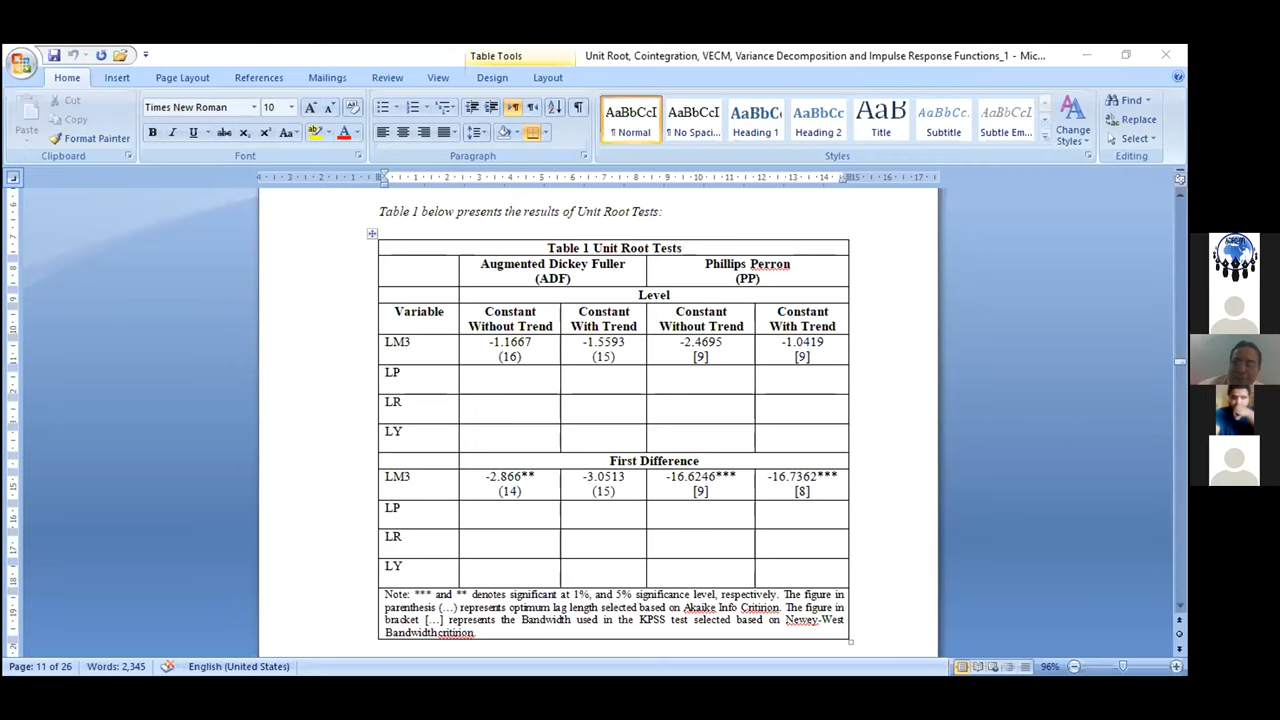 Table Tools
Unit Root, Cointegration, VECM, Variance Decomposition and Impulse Response Functions_1 - Mic...
Home Insert Page Layout References Mailings Review View Design Layout
Paste
Cut
Copy
Format Painter
Clipboard
Times New Roman 10
Font
Paragraph
AaBbCcI AaBbCcI AaBbCc AaBbCc AaB AaBbCc. AaBbCcI
¶ Normal ¶ No Spaci... Heading 1 Heading 2 Title Subtitle Subtle Em...
Change
Styles
Styles
Find
Replace
Select
Editing
Table 1 below presents the results of Unit Root Tests:
Table 1 Unit Root Tests
Augmented Dickey Fuller Phillips Perron
(ADF) (PP)
Level
Variable Constant Constant Constant Constant
Without Trend With Trend Without Trend With Trend
LM3 -1.1667 -1.5593 -2.4695 -1.0419
(16) (15) [9] [9]
LP
LR
LY
First Difference
LM3 -2.866** -3.0513 -16.6246*** -16.7362***
(14) (15) [9] [8]
LP
LR
LY
Note: *** and ** denotes significant at 1%, and 5% significance level, respectively. The figure in
parenthesis (…) represents optimum lag length selected based on Akaike Info Critirion. The figure in
bracket […] represents the Bandwidth used in the KPSS test selected based on Newey-West
Bandwidth critirion.
Page: 11 of 26 Words: 2,345 English (United States) 96%